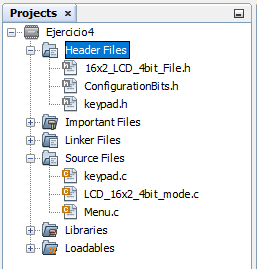 Projects
Ejercicio4
Header Files
16x2_LCD_4bit_File.h
ConfigurationBits.h
keypad.h
Important Files
Linker Files
Source Files
keypad.c
LCD_16x2_4bit_mode.c
Menu.c
Libraries
Loadables